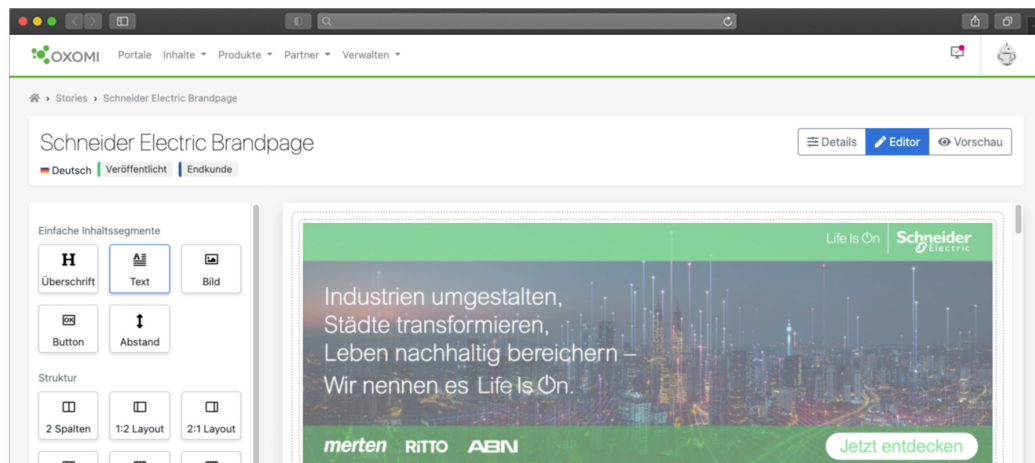 OXOMI Portale Inhalte Produkte Partner Verwalten
Stories › Schneider Electric Brandpage
Schneider Electric Brandpage
Details Editor Vorschau
Deutsch Veröffentlicht Endkunde
Einfache Inhaltssegmente
H
Überschrift Text Bild
OK
Button Abstand
Struktur
2 Spalten 1:2 Layout 2:1 Layout
Life Is On Schneider
Electric
Industrien umgestalten,
Städte transformieren,
Leben nachhaltig bereichern –
Wir nennen es Life Is On.
merten RITTO ABN
Jetzt entdecken